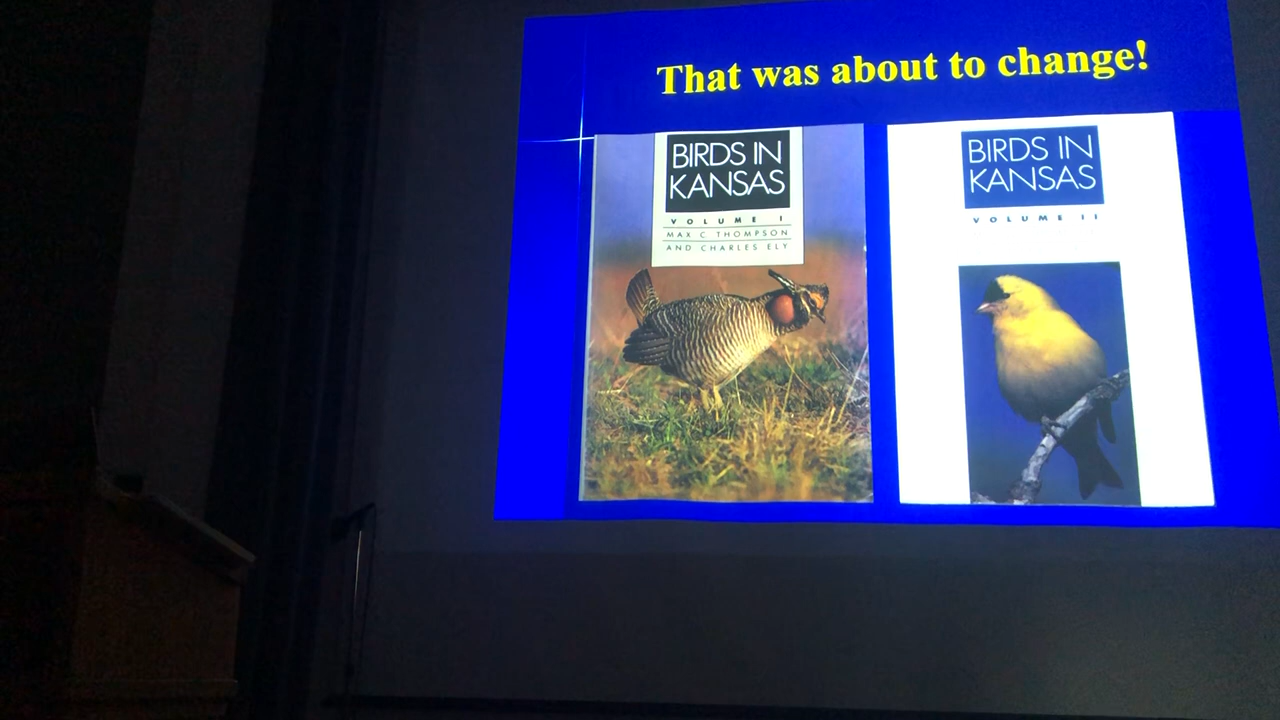 That was about to change!
BIRDS IN
KANSAS
VOLUME I
MAX C. THOMPSON
AND CHARLES ELY
BIRDS IN
KANSAS
VOLUME II